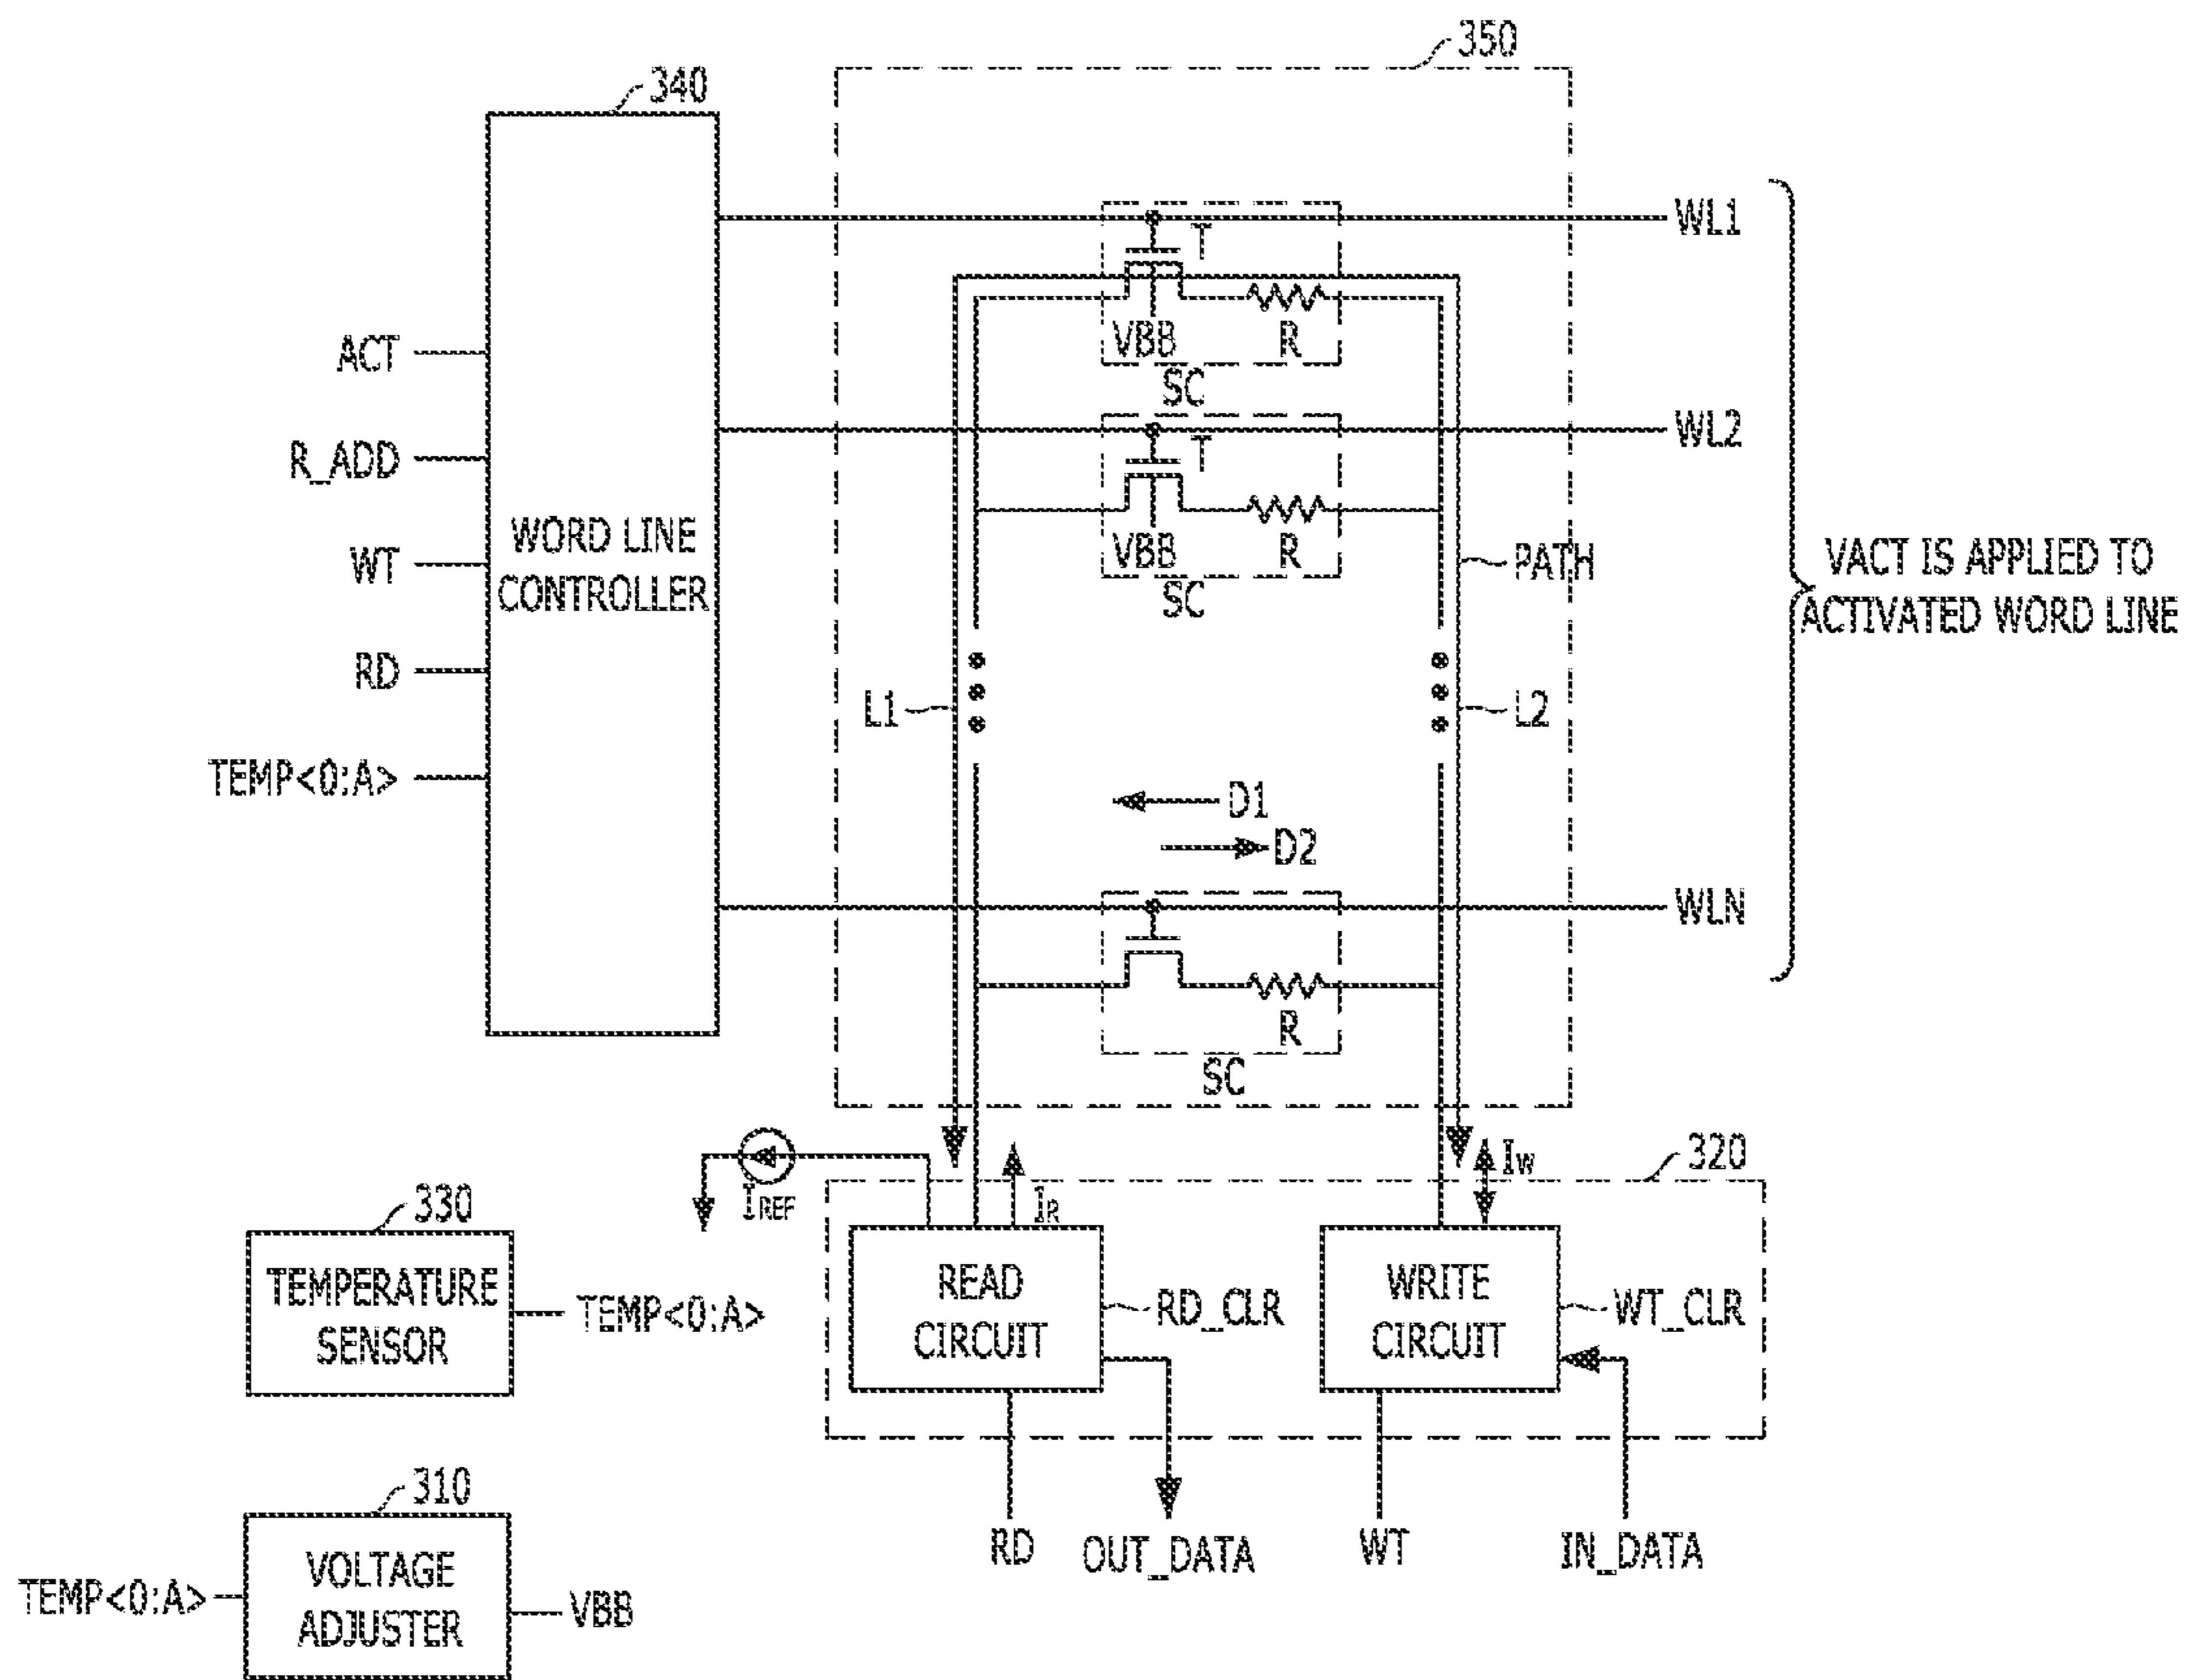 350
340
WL1
T
VBB
R
SC
ACT
WL2
T
R_ADD
VBB
R
SC
WORD LINE
CONTROLLER
WT
PATH
VACT IS APPLIED TO
ACTIVATED WORD LINE
RD
L1
L2
TEMP<0:A>
D1
D2
WLN
R
SC
320
IW
IREF
IR
330
TEMPERATURE
SENSOR
TEMP<0:A>
READ
CIRCUIT
RD_CLR
WRITE
CIRCUIT
WT_CLR
310
RD
OUT_DATA
WT
IN_DATA
TEMP<0:A>
VOLTAGE
ADJUSTER
VBB